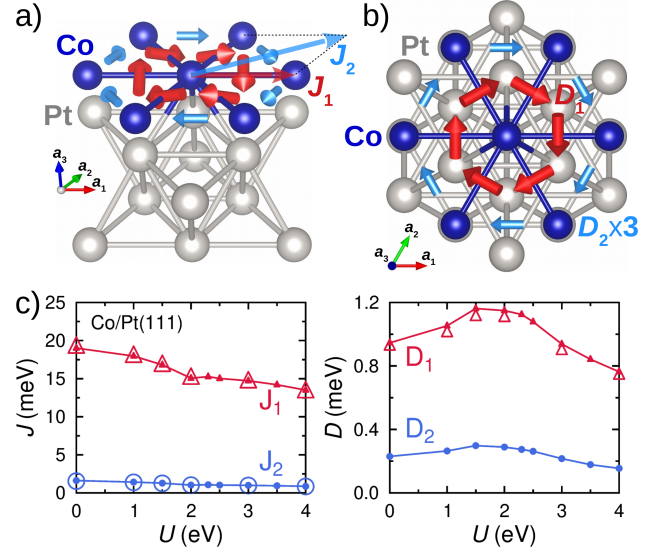 a)
Co
J₂
J₁
Pt
a₃
a₂
a₁
b)
Pt
D₁
Co
D₂x3
a₂
a₃
a₁
c)
Co/Pt(111)
J (meV)
25
20
15
10
5
0
J₁
J₂
0 1 2 3 4
U (eV)
D (meV)
1.2
0.8
0.4
0.0
D₁
D₂
0 1 2 3 4
U (eV)